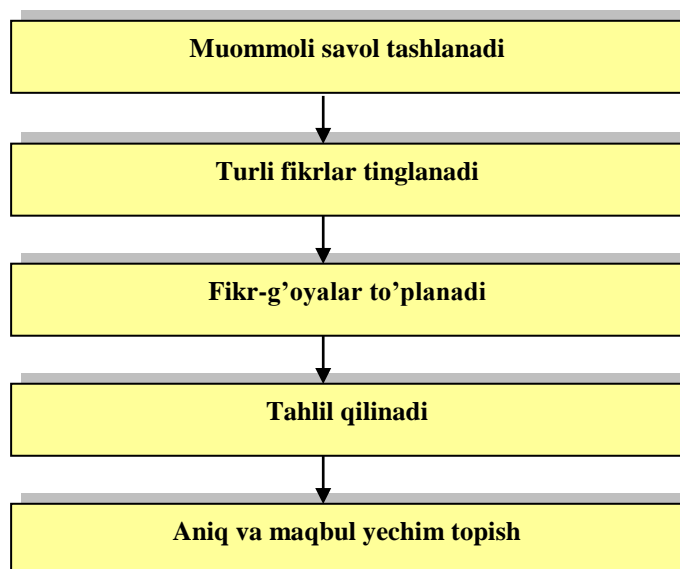 Muommoli savol tashlanadi
Turli fikrlar tinglanadi
Fikr-g’oyalar to’planadi
Tahlil qilinadi
Aniq va maqbul yechim topish